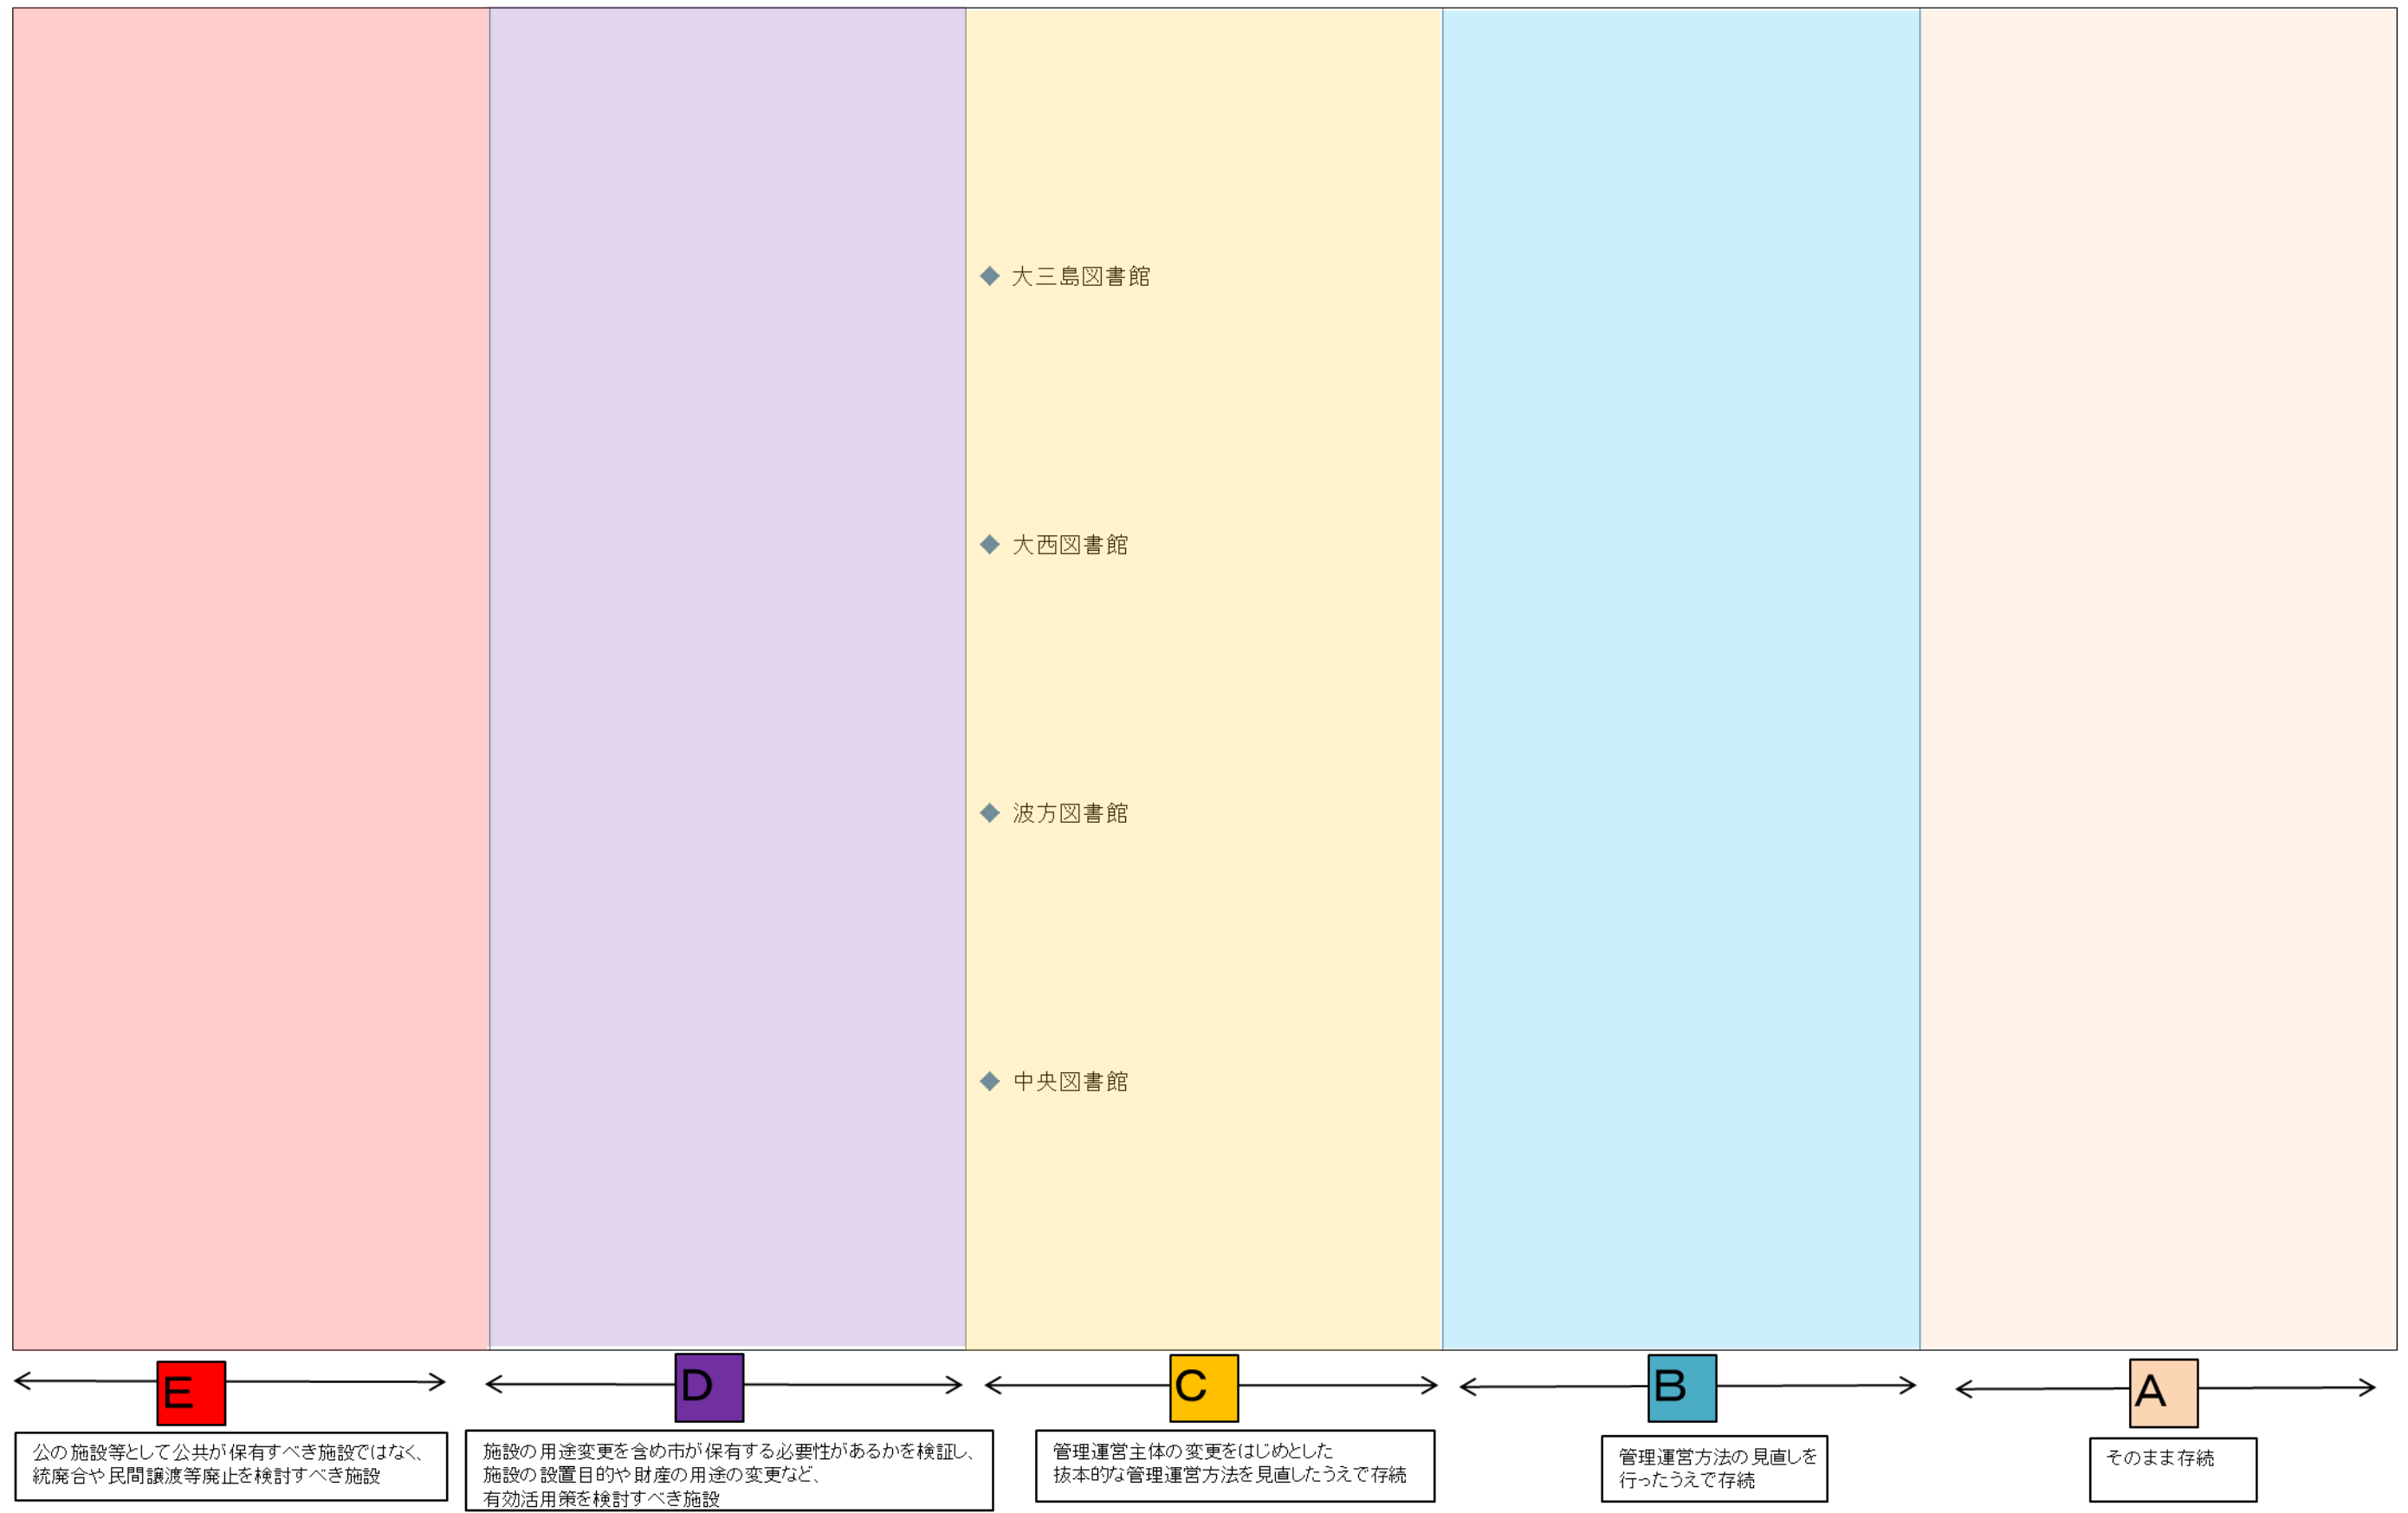 大三島図書館
大西図書館
波方図書館
中央図書館
E
D
C
B
A
公の施設等として公共が保有すべき施設ではなく、
統廃合や民間譲渡等廃止を検討すべき施設
施設の用途変更を含め市が保有する必要性があるかを検証し、
施設の設置目的や財産の用途の変更など、
有効活用策を検討すべき施設
管理運営主体の変更をはじめとした
抜本的な管理運営方法を見直したうえで存続
管理運営方法の見直しを
行ったうえで存続
そのまま存続